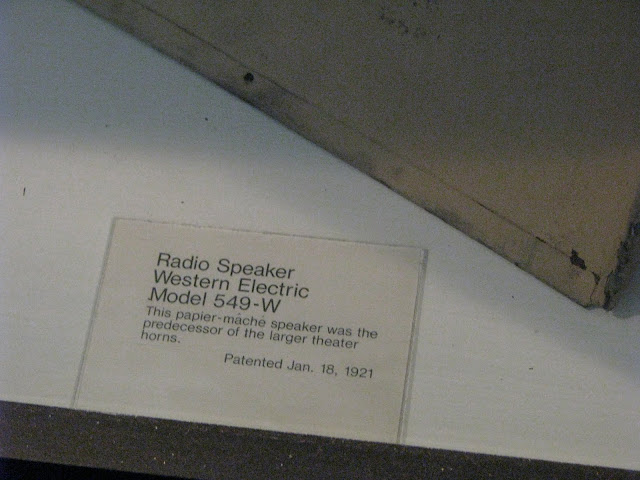 Radio Speaker
Western Electric
Model 549-W
This papier-mâché speaker was the
predecessor of the larger theater
horns.
Patented Jan. 18, 1921